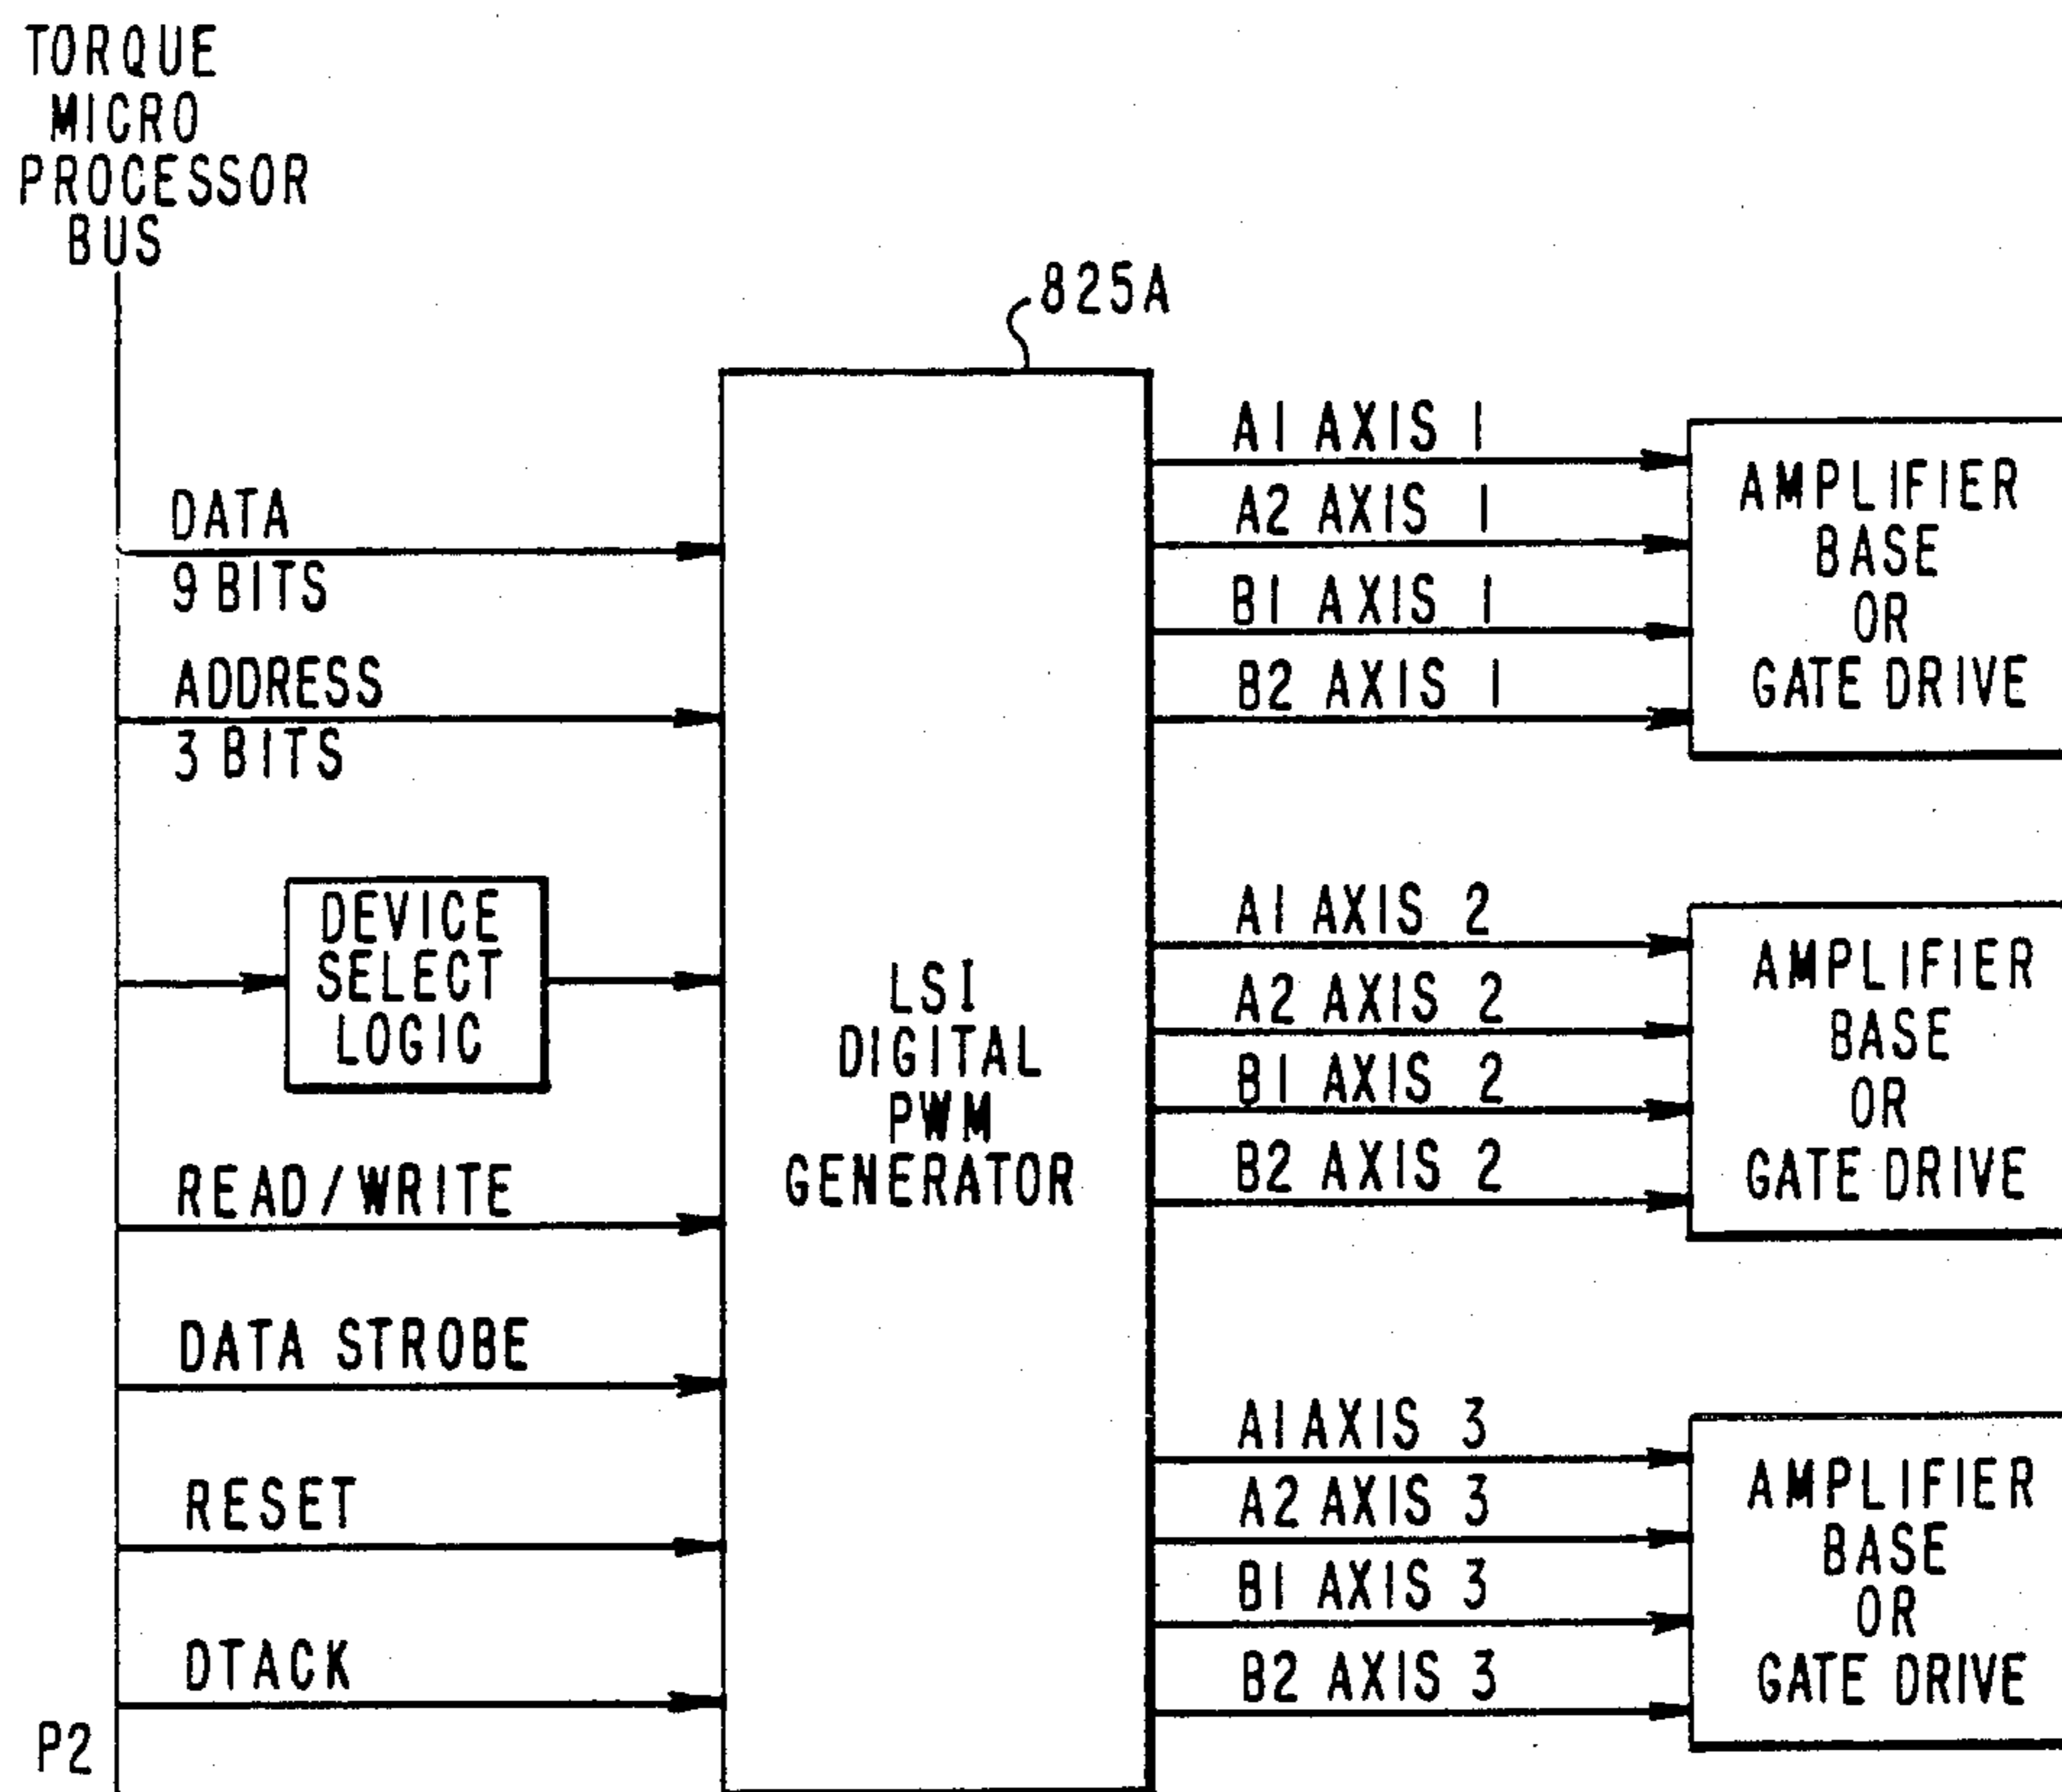 TORQUE
MICRO
PROCESSOR
BUS
825A
DATA
9 BITS
ADDRESS
3 BITS
DEVICE
SELECT
LOGIC
READ/WRITE
DATA STROBE
RESET
DTACK
P2
LSI
DIGITAL
PWM
GENERATOR
A1 AXIS 1
A2 AXIS 1
B1 AXIS 1
B2 AXIS 1
AMPLIFIER
BASE
OR
GATE DRIVE
A1 AXIS 2
A2 AXIS 2
B1 AXIS 2
B2 AXIS 2
AMPLIFIER
BASE
OR
GATE DRIVE
A1 AXIS 3
A2 AXIS 3
B1 AXIS 3
B2 AXIS 3
AMPLIFIER
BASE
OR
GATE DRIVE